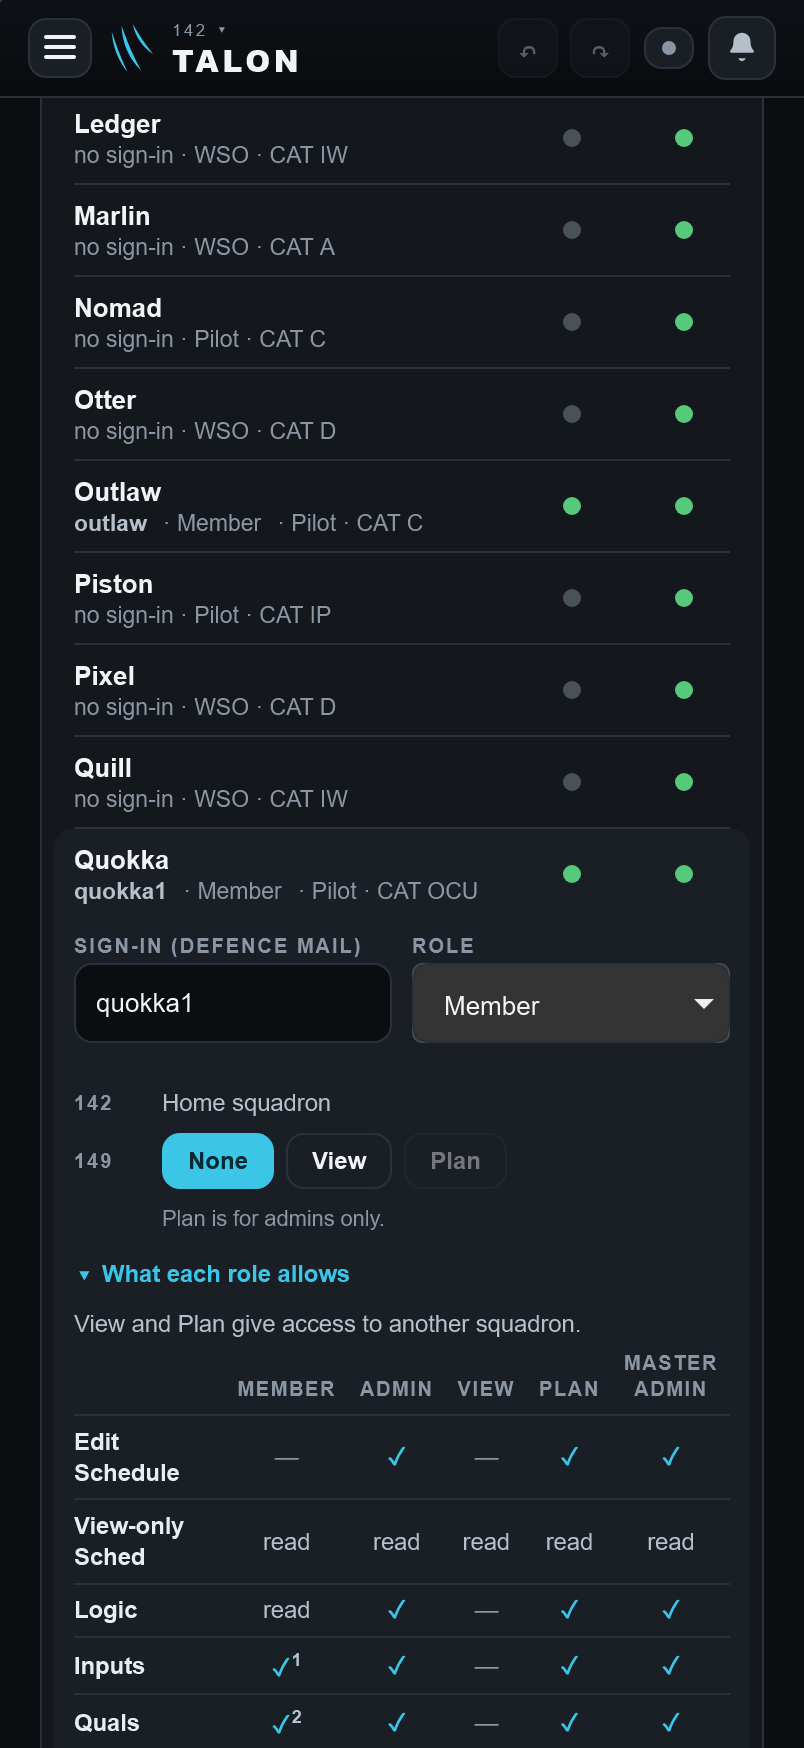 142 ▾
TALON
Ledger
no sign-in · WSO · CAT IW
Marlin
no sign-in · WSO · CAT A
Nomad
no sign-in · Pilot · CAT C
Otter
no sign-in · WSO · CAT D
Outlaw
outlaw · Member · Pilot · CAT C
Piston
no sign-in · Pilot · CAT IP
Pixel
no sign-in · WSO · CAT D
Quill
no sign-in · WSO · CAT IW
Quokka
quokka1 · Member · Pilot · CAT OCU
SIGN-IN (DEFENCE MAIL) ROLE
quokka1 Member
142 Home squadron
149 None View Plan
Plan is for admins only.
▾ What each role allows
View and Plan give access to another squadron.
MEMBER ADMIN VIEW PLAN MASTER ADMIN
Edit Schedule — ✓ — ✓ ✓
View-only Sched read read read read read
Logic read ✓ — ✓ ✓
Inputs ✓¹ ✓ — ✓ ✓
Quals ✓² ✓ — ✓ ✓